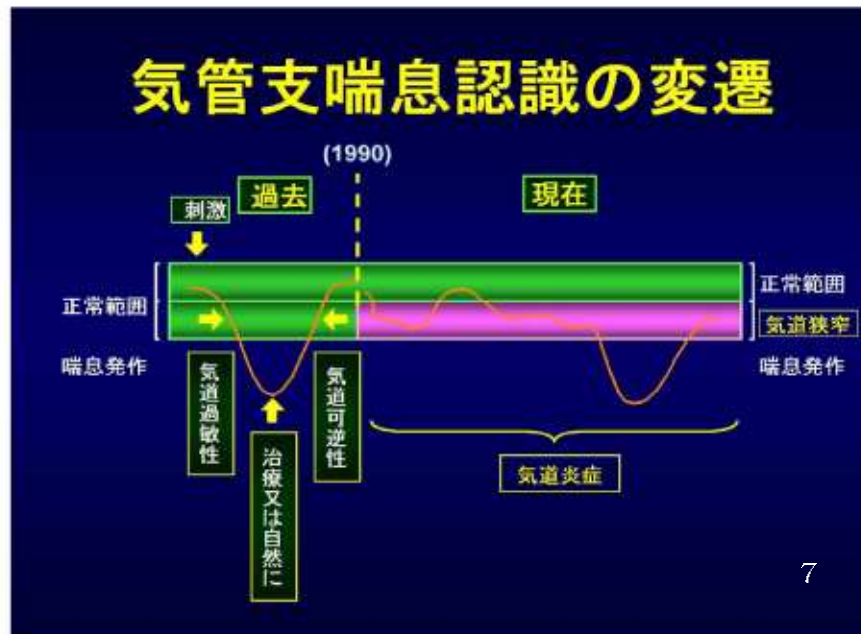 気管支喘息認識の変遷
(1990)
過去
現在
刺激
正常範囲
正常範囲
気道狭窄
喘息発作
喘息発作
気道過敏性
治療又は自然に
気道可逆性
気道炎症
7